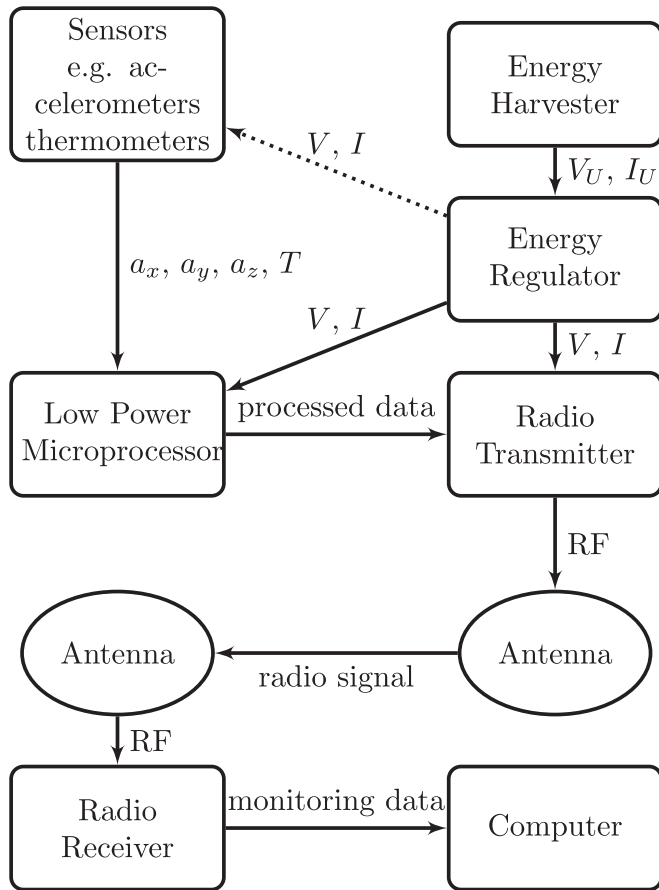 Sensors
e.g. ac-
celerometers
thermometers
Energy
Harvester
V, I
V_U, I_U
Energy
Regulator
a_x, a_y, a_z, T
V, I
V, I
Low Power
Microprocessor
processed data
Radio
Transmitter
RF
Antenna
radio signal
Antenna
RF
Radio
Receiver
monitoring data
Computer